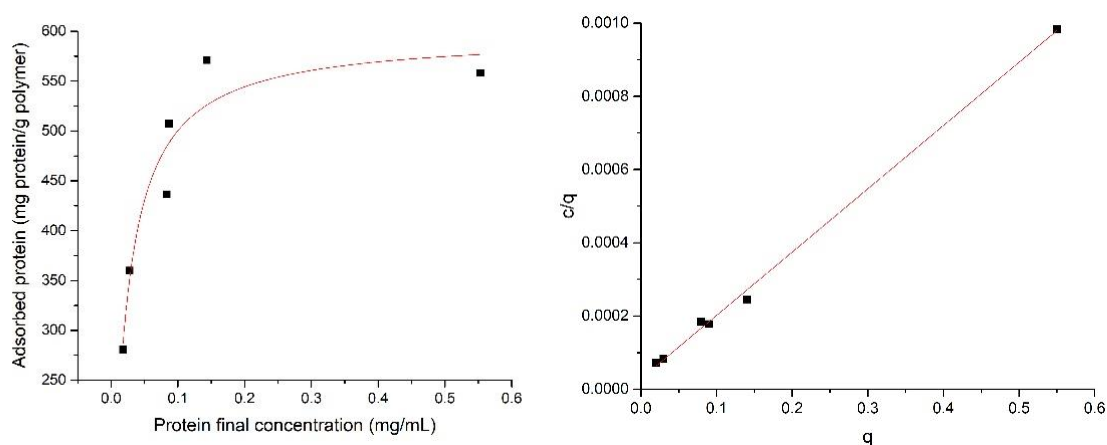 600
550
500
450
400
350
300
250
Adsorbed protein (mg protein/g polymer)
0.0 0.1 0.2 0.3 0.4 0.5 0.6
Protein final concentration (mg/mL)
0.0010
0.0008
0.0006
0.0004
0.0002
0.0000
c/q
0.0 0.1 0.2 0.3 0.4 0.5 0.6
q